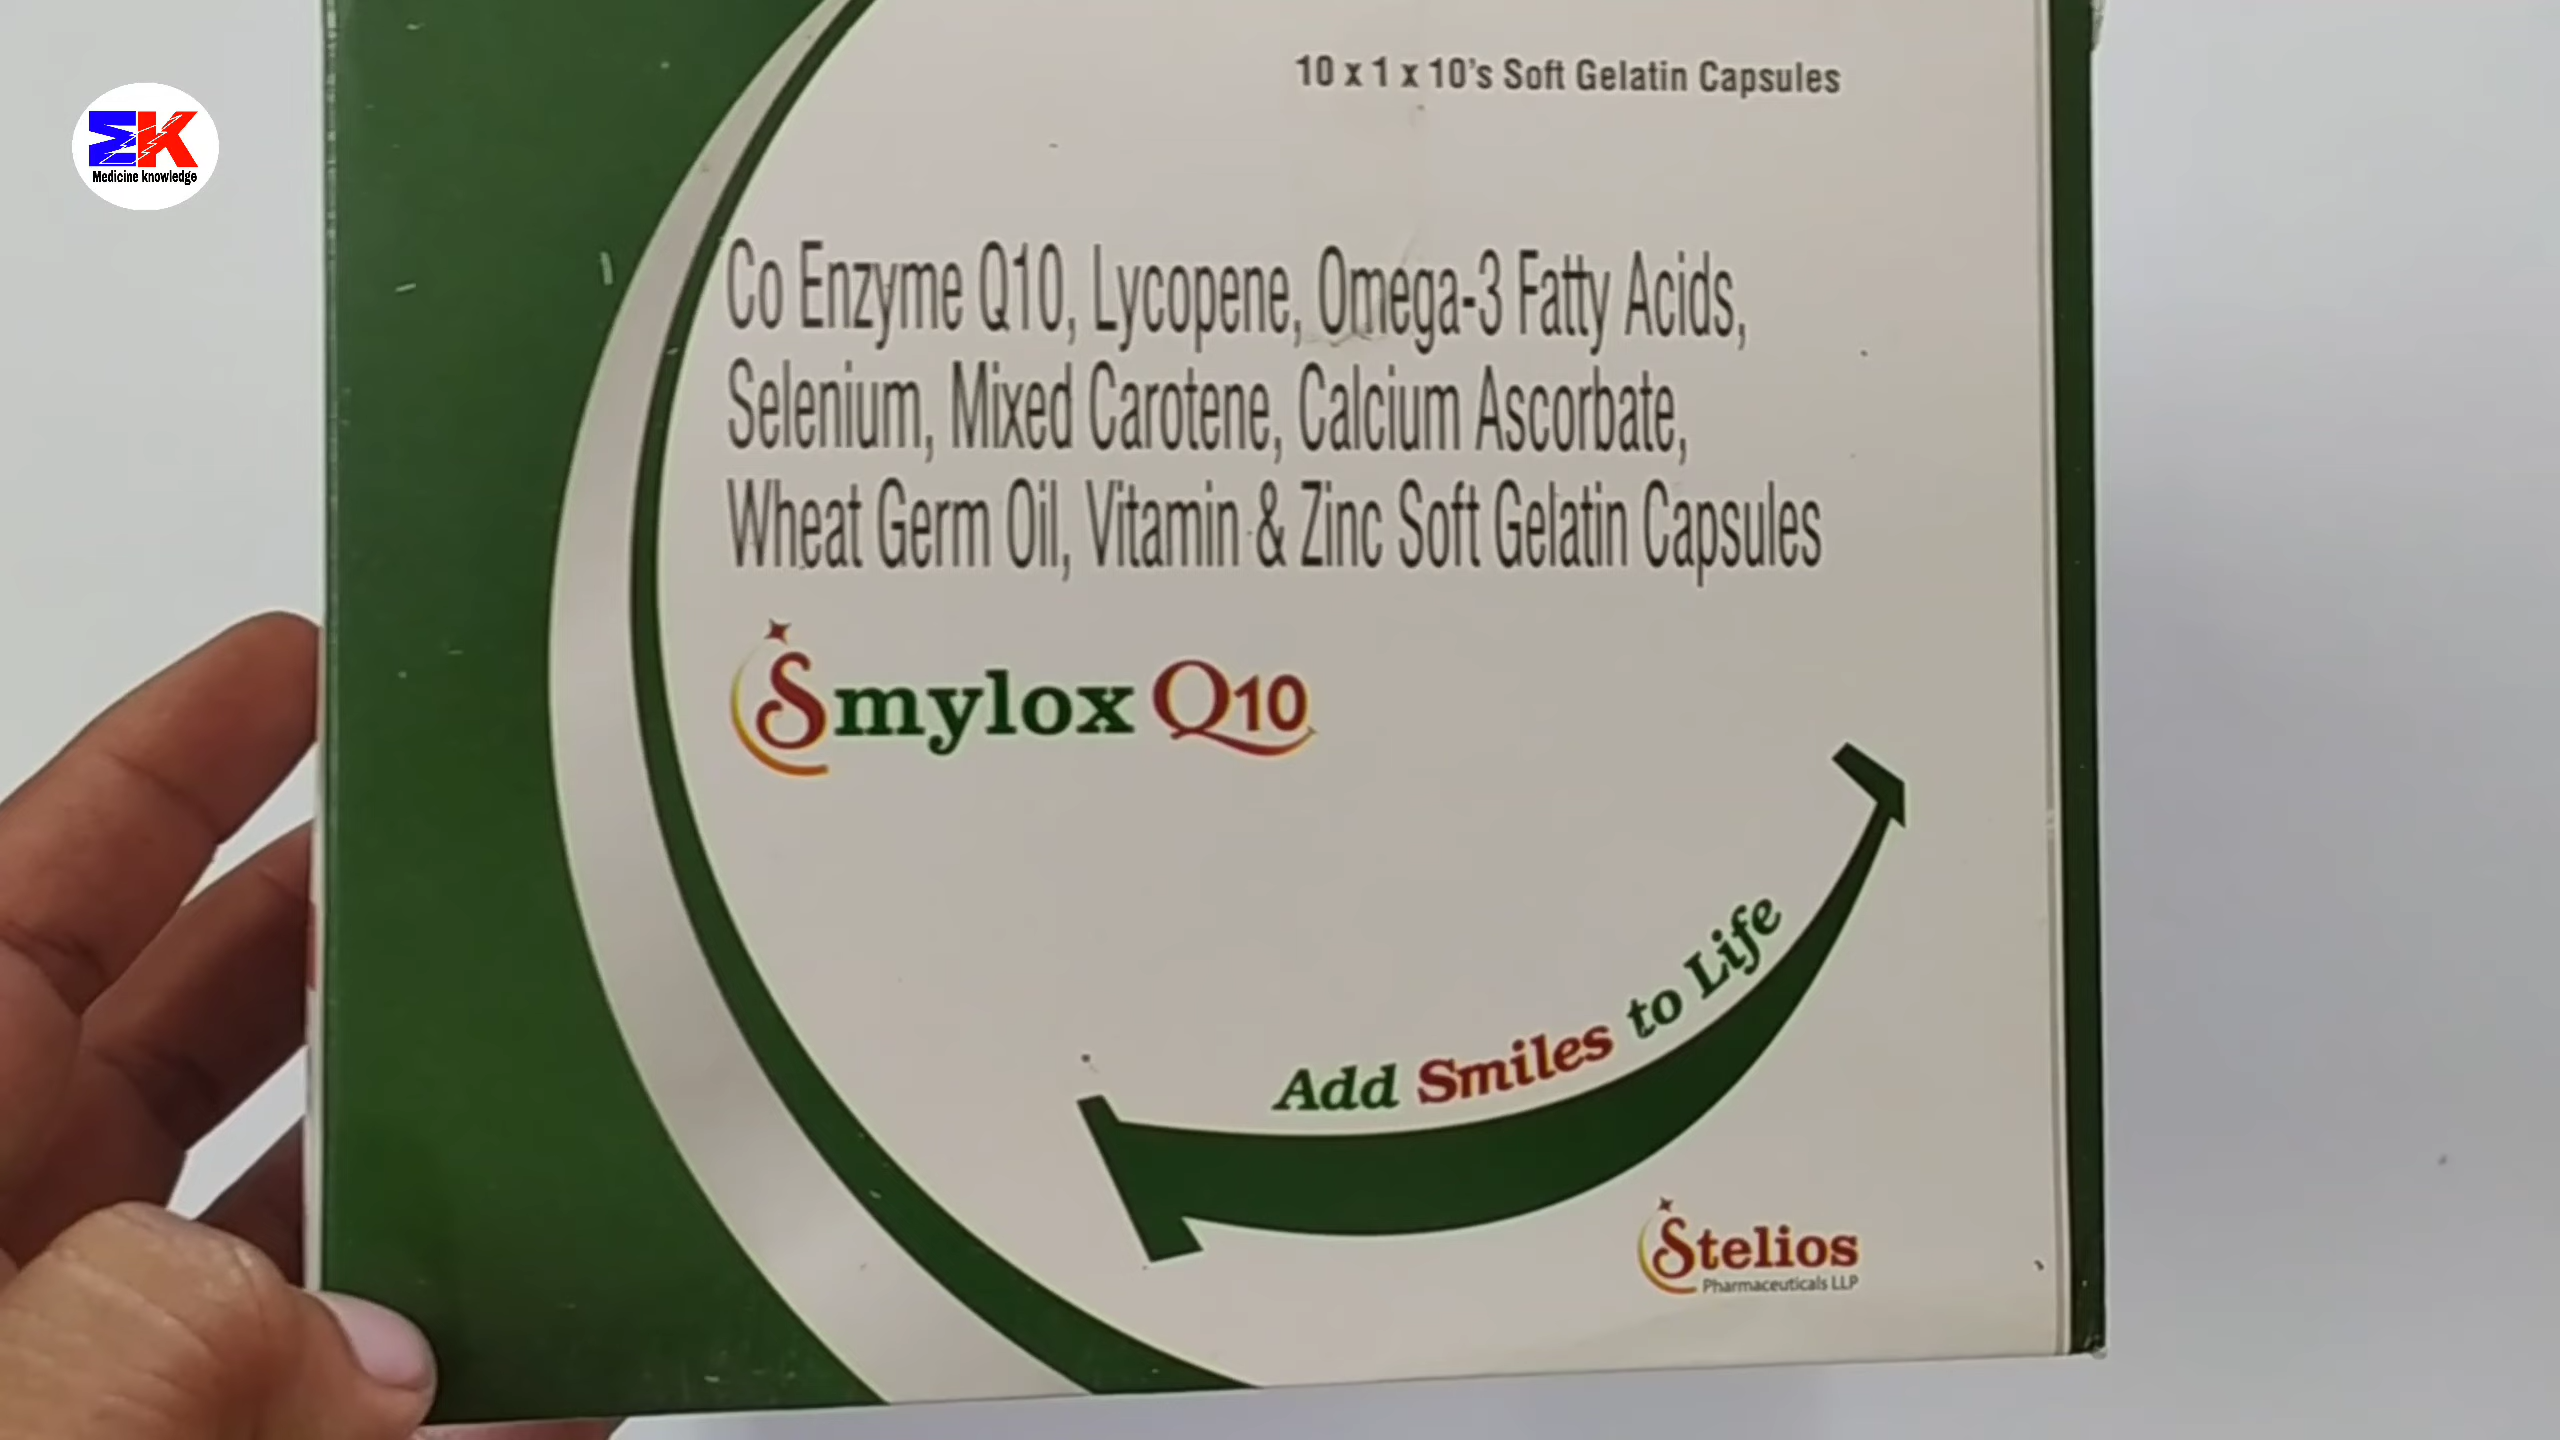 Medicine knowledge
10 x 1 x 10's Soft Gelatin Capsules
Co Enzyme Q10, Lycopene, Omega-3 Fatty Acids,
Selenium, Mixed Carotene, Calcium Ascorbate,
Wheat Germ Oil, Vitamin & Zinc Soft Gelatin Capsules
Smylox Q10
Add Smiles to Life
Stelios
Pharmaceuticals LLP